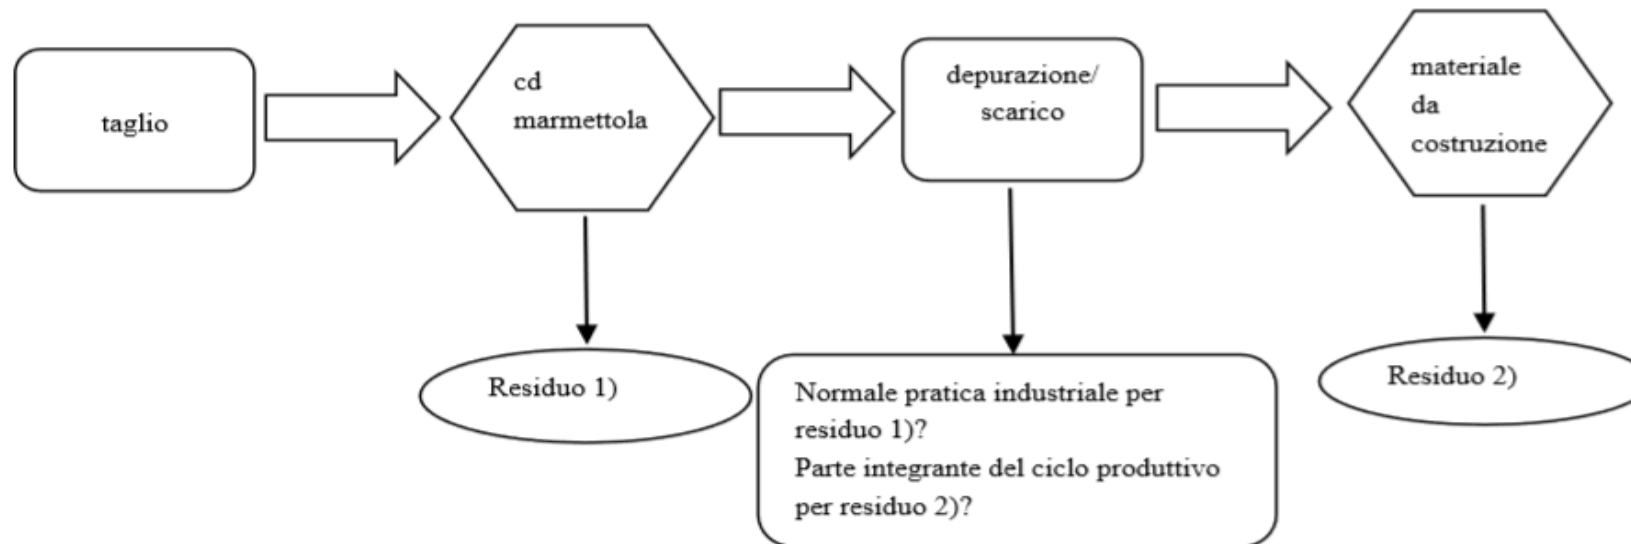 taglio
cd
marmettola
depurazione/
scarico
materiale
da
costruzione
Residuo 1)
Normale pratica industriale per
residuo 1)?
Parte integrante del ciclo produttivo
per residuo 2)?
Residuo 2)